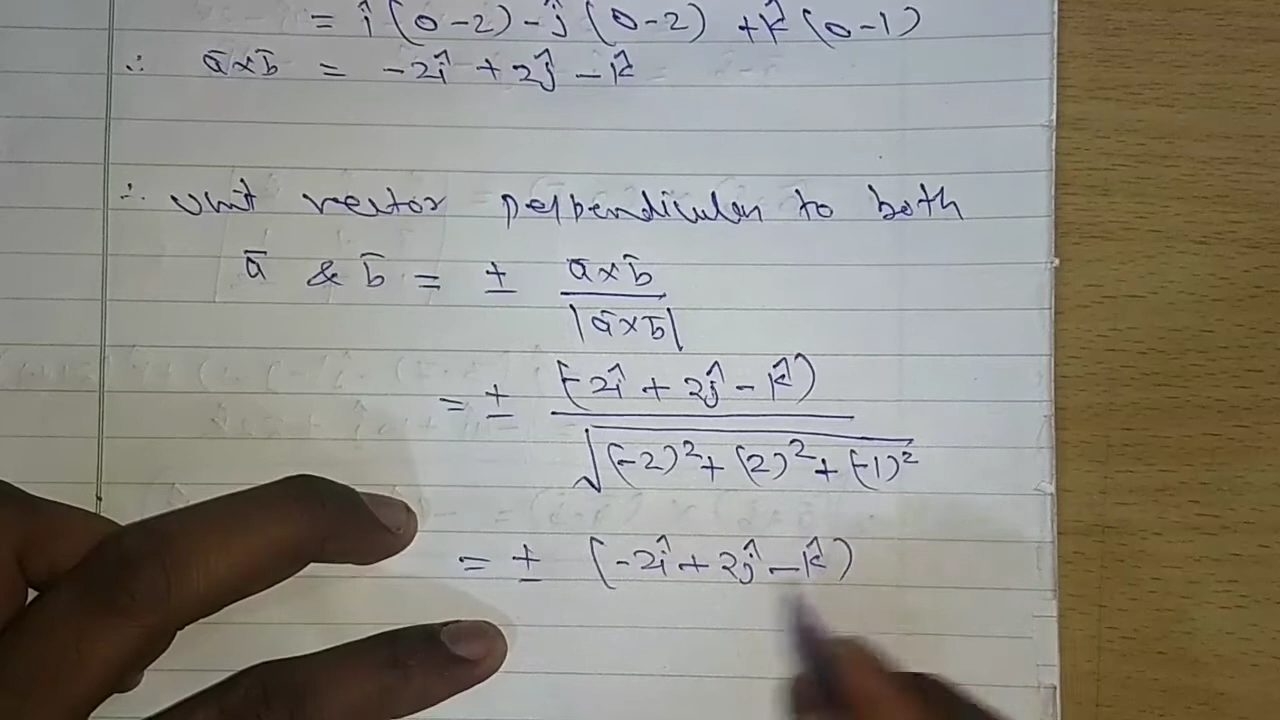 = î (0-2) - ĵ (0-2) + k̂ (0-1)
∴ a̅ × b̅ = -2î + 2ĵ - k̂
∴ unit vector perpendicular to both
a̅ & b̅ = ± a̅ × b̅ / |a̅ × b̅|
= ± (-2î + 2ĵ - k̂) / √(-2)² + (2)² + (-1)²
= ± (-2î + 2ĵ - k̂)